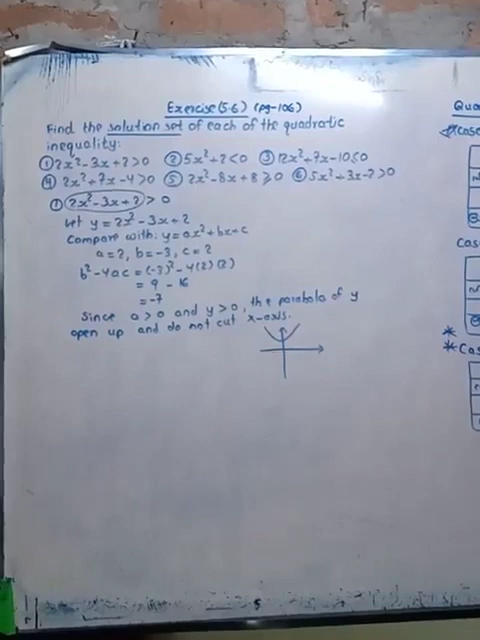 Exercise (5.6) (pg-106)
Find the solution set of each of the quadratic
inequality:
① 2x²-3x+2>0 ② 5x²+2<0 ③ 12x²+7x-10≤0
④ 2x²+7x-4>0 ⑤ 2x²-8x+8≥0 ⑥ 5x²+3x-2>0
① 2x²-3x+2>0
Let y = 2x²-3x+2
Compare with: y=ax²+bx+c
a=2, b=-3, c=2
b²-4ac = (-3)²-4(2)(2)
= 9 - 16
= -7
Since a>0 and y>0, the parabola of y
open up and do not cut x-axis.
Qua
Case
Cas
* Cas